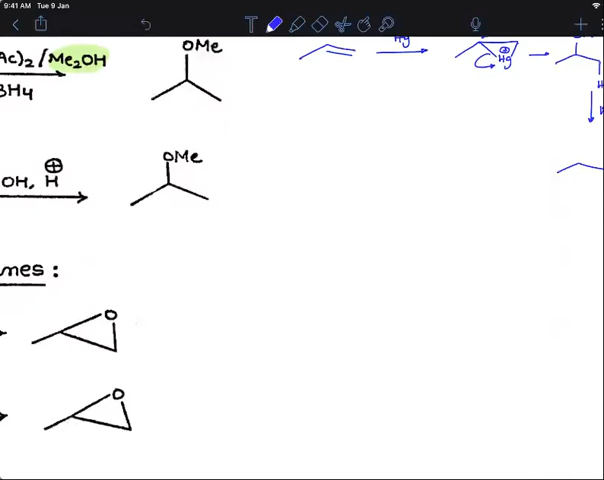 9:41 AM Tue 9 Jan
OMe
Ac)₂/Me₂OH
BH4
Hg
⊕
Hg
OMe
OH, H⊕
mes :
O
O